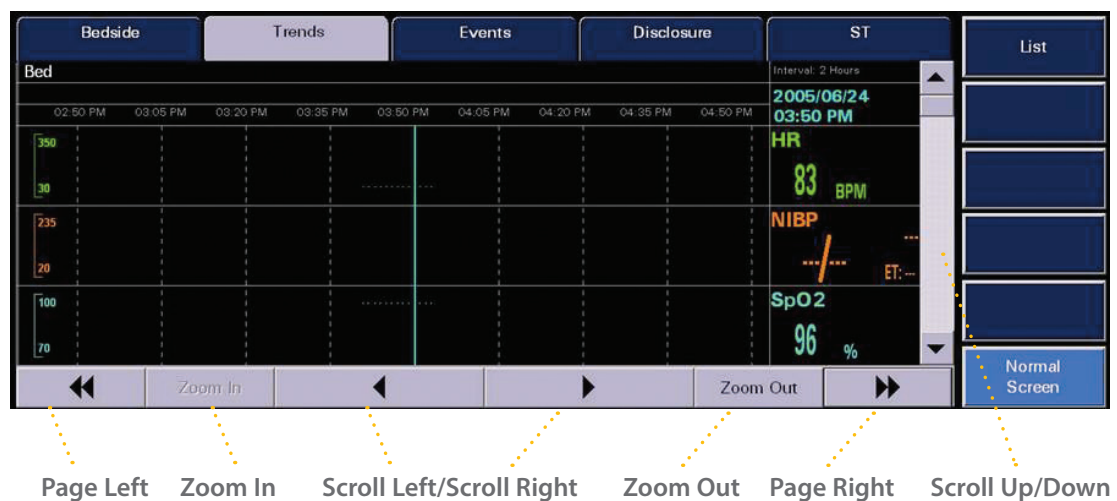 Bedside Trends Events Disclosure ST List
Bed Interval: 2 Hours
2005/06/24
02:50 PM 03:05 PM 03:20 PM 03:35 PM 03:50 PM 04:05 PM 04:20 PM 04:35 PM 04:50 PM 03:50 PM
350 HR
30 83 BPM
235 NIBP
---
20 ---/--- ET: ---
100 SpO2
70 96 %
Zoom In Zoom Out Normal
Screen
Page Left Zoom In Scroll Left/Scroll Right Zoom Out Page Right Scroll Up/Down